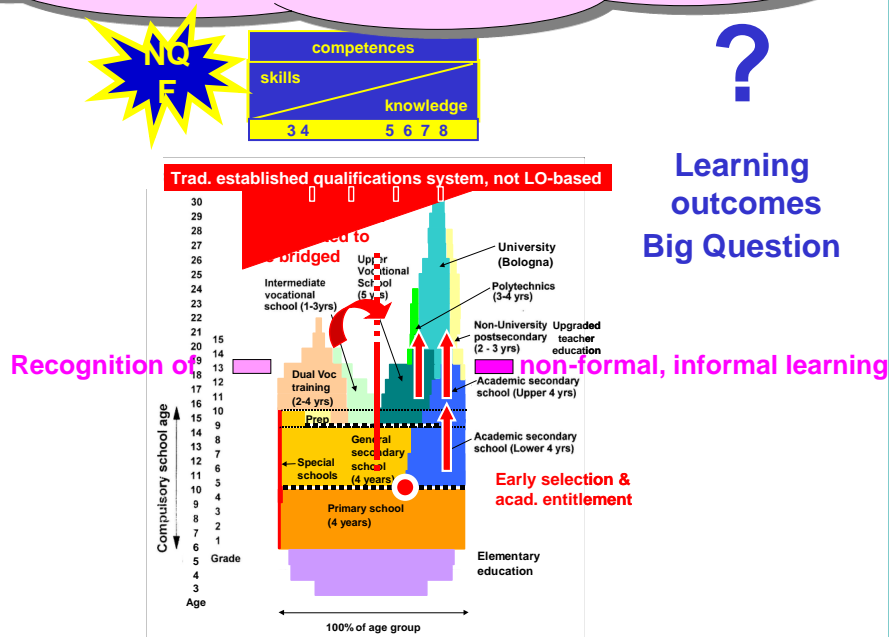 NQ
F
competences
skills
knowledge
3 4 5 6 7 8
?
Learning
outcomes
Big Question
Trad. established qualifications system, not LO-based
to
bridged
30
29
28
27
26
25
24
23
22
21
20
19
18
17
16
15
14
13
12
11
10
9
8
7
6
5
4
3
Age
15
14
13
12
11
10
9
8
7
6
5
4
3
2
1
Grade
Compulsory school age
Upper
Vocational
School
(5 yrs)
Intermediate
vocational
school (1-3yrs)
University
(Bologna)
Polytechnics
(3-4 yrs)
Non-University
postsecondary
(2 - 3 yrs)
Upgraded
teacher
education
Recognition of non-formal, informal learning
Dual Voc
training
(2-4 yrs)
Academic secondary
school (Upper 4 yrs)
Prep
General
secondary
school
(4 years)
Special
schools
Academic secondary
school (Lower 4 yrs)
Early selection &
acad. entitlement
Primary school
(4 years)
Elementary
education
100% of age group